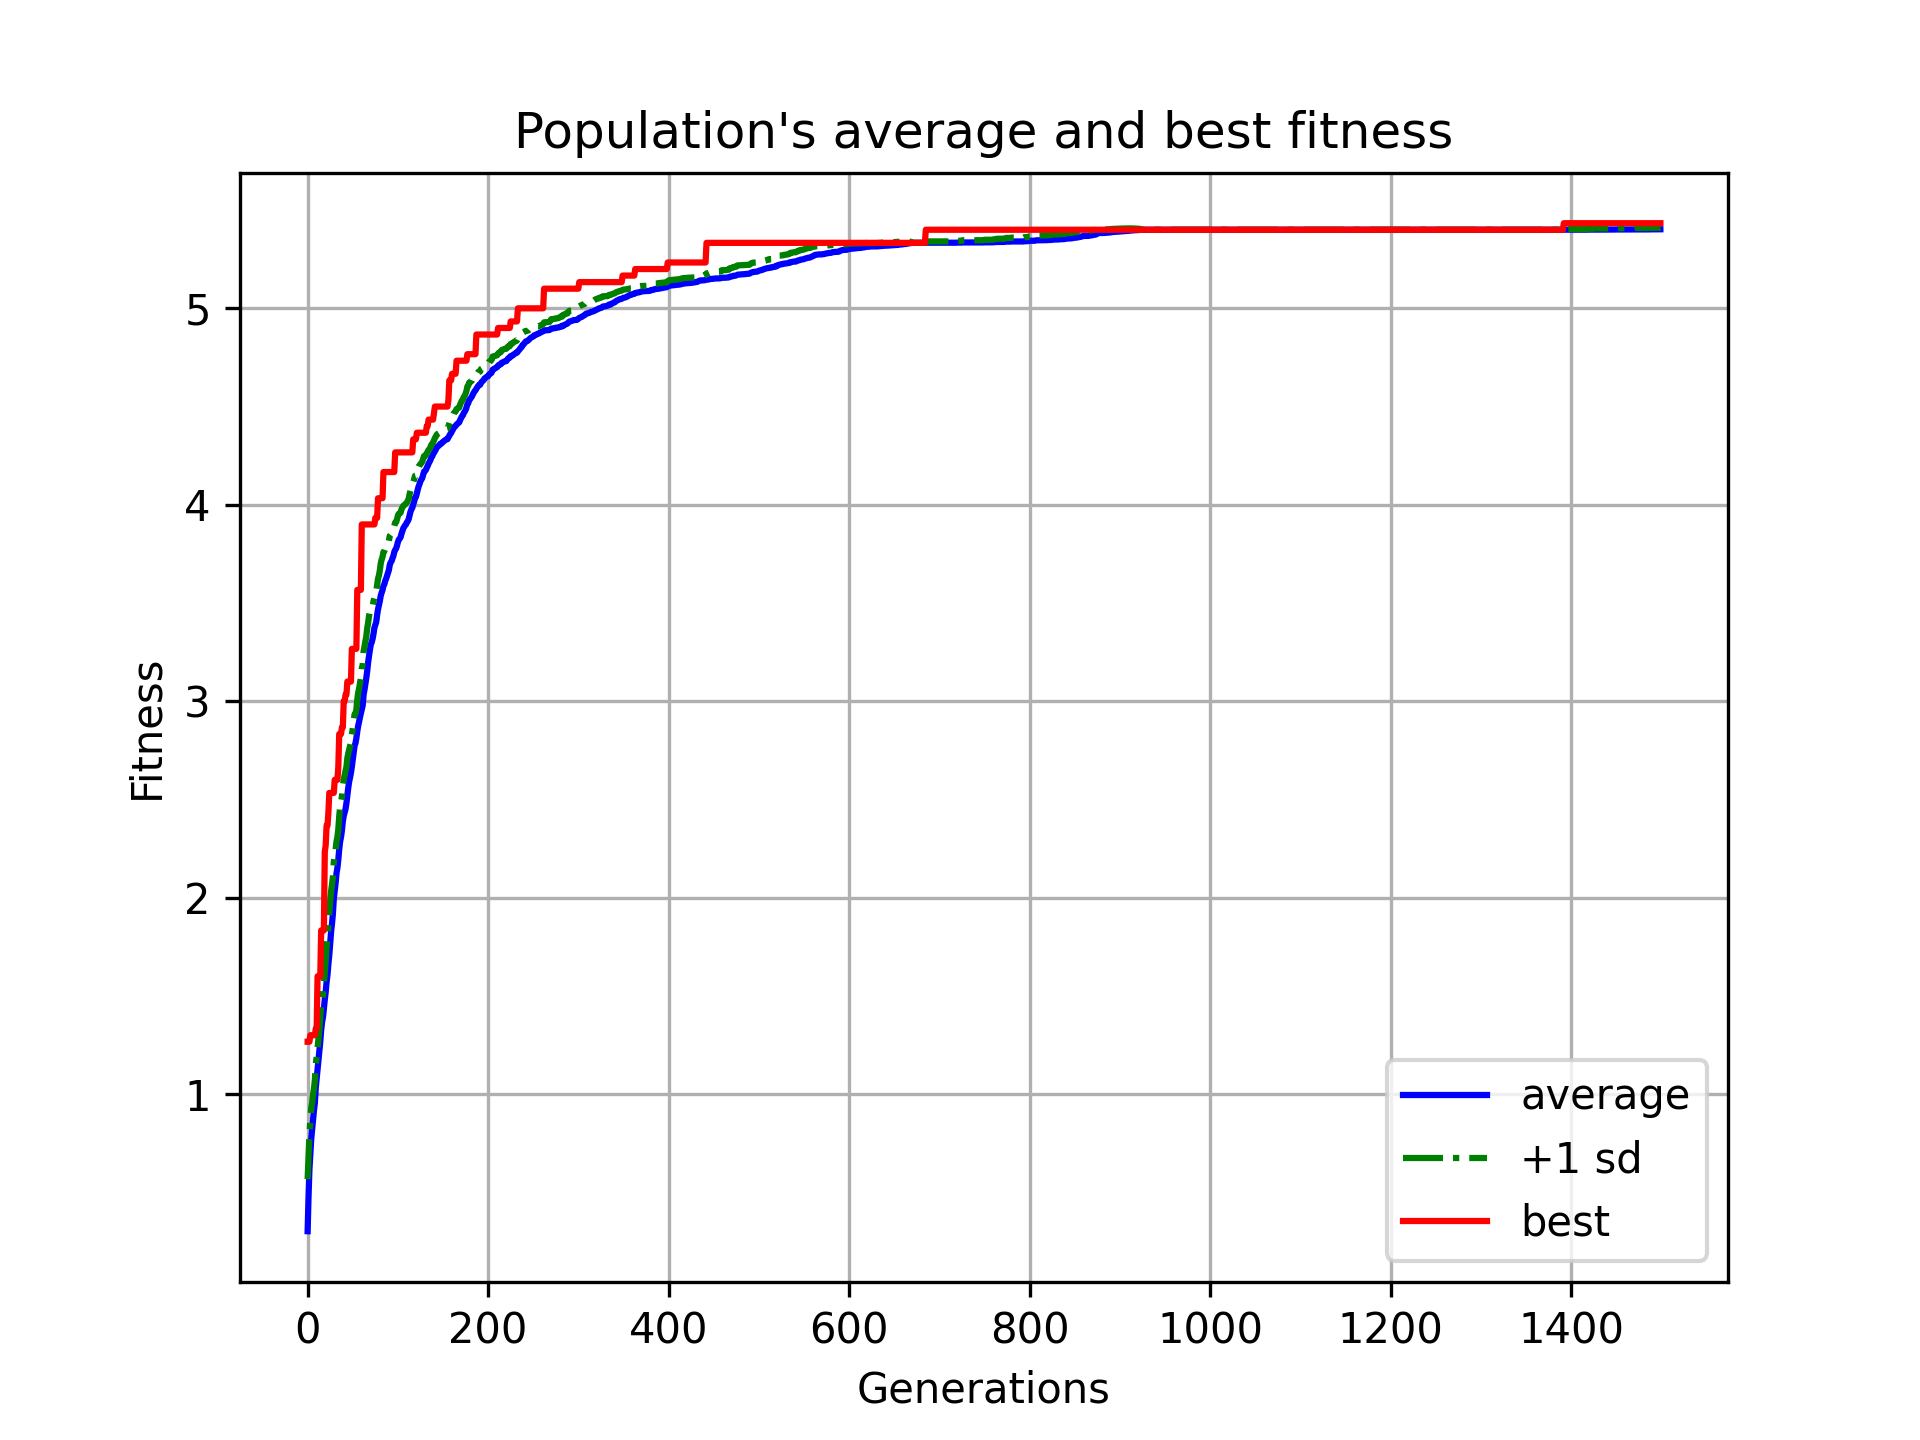 Population's average and best fitness
Fitness
5
4
3
2
1
average
+1 sd
best
0 200 400 600 800 1000 1200 1400
Generations